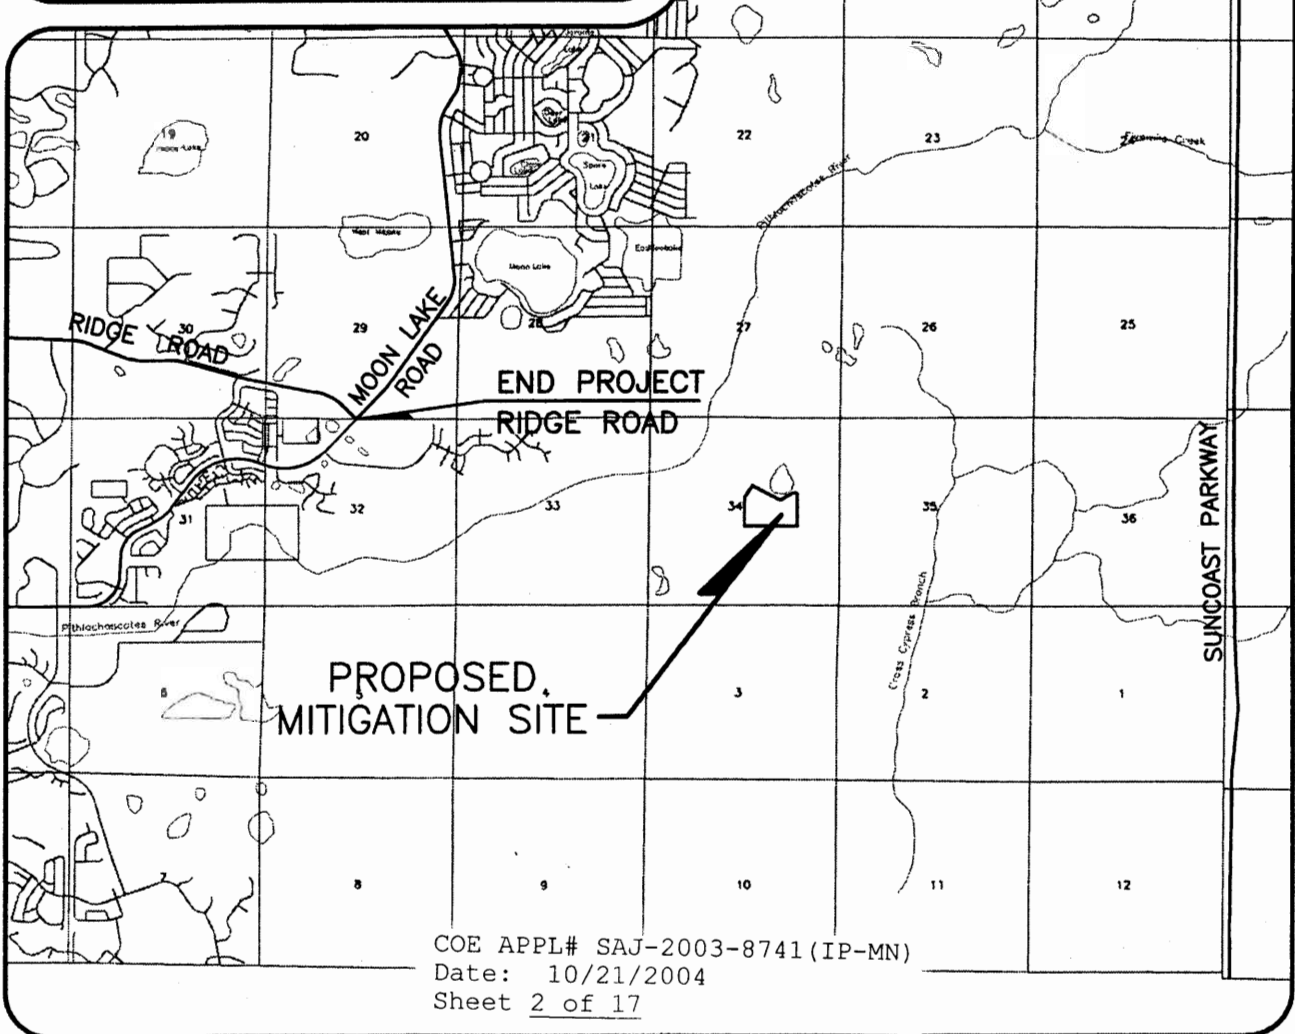 19
20
22
23
24
Moon Lake
30
29
28
27
26
25
RIDGE ROAD
MOON LAKE
ROAD
END PROJECT
RIDGE ROAD
31
32
33
34
35
36
SUNCOAST PARKWAY
Pithlachascotee River
Cross Cypress Branch
PROPOSED
MITIGATION SITE
6
5
4
3
2
1
7
8
9
10
11
12
COE APPL# SAJ-2003-8741(IP-MN)
Date: 10/21/2004
Sheet 2 of 17